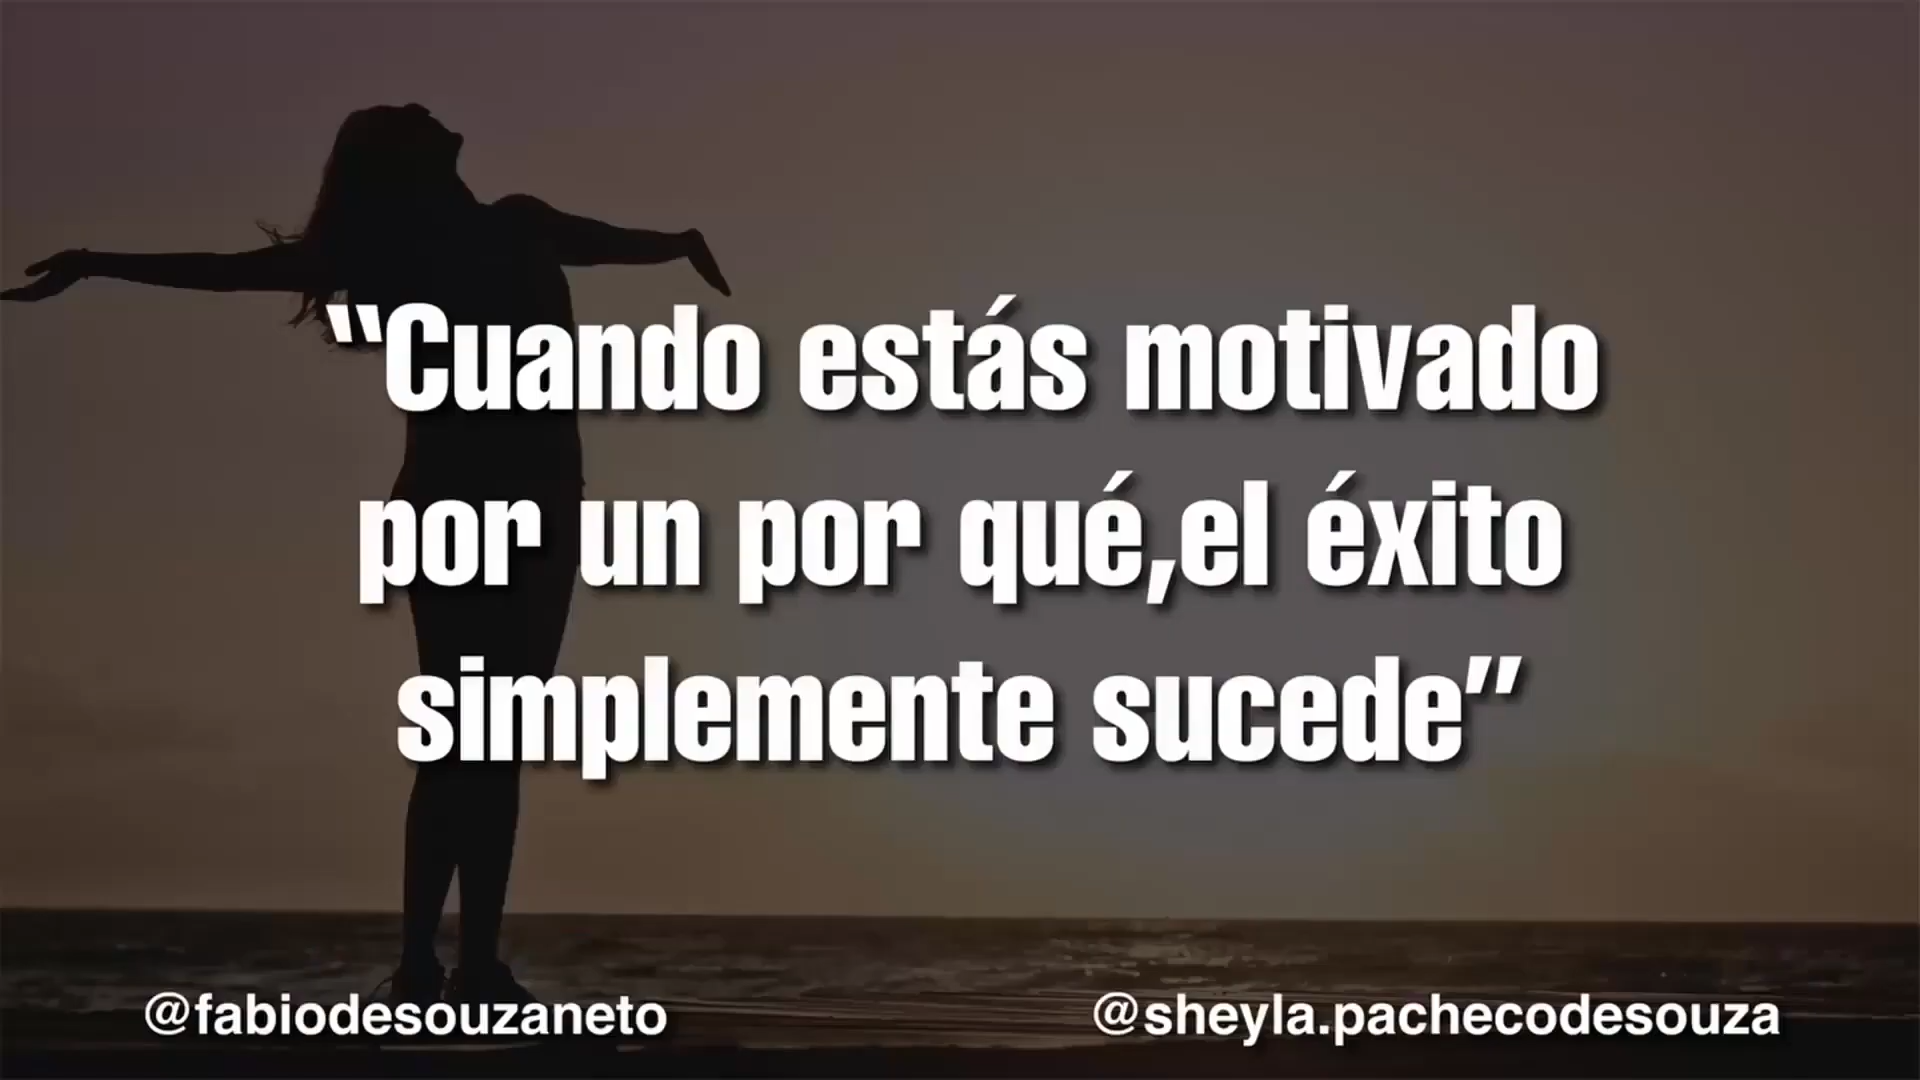 “Cuando estás motivado
por un por qué,el éxito
simplemente sucede”
@fabiodesouzaneto
@sheyla.pachecodesouza